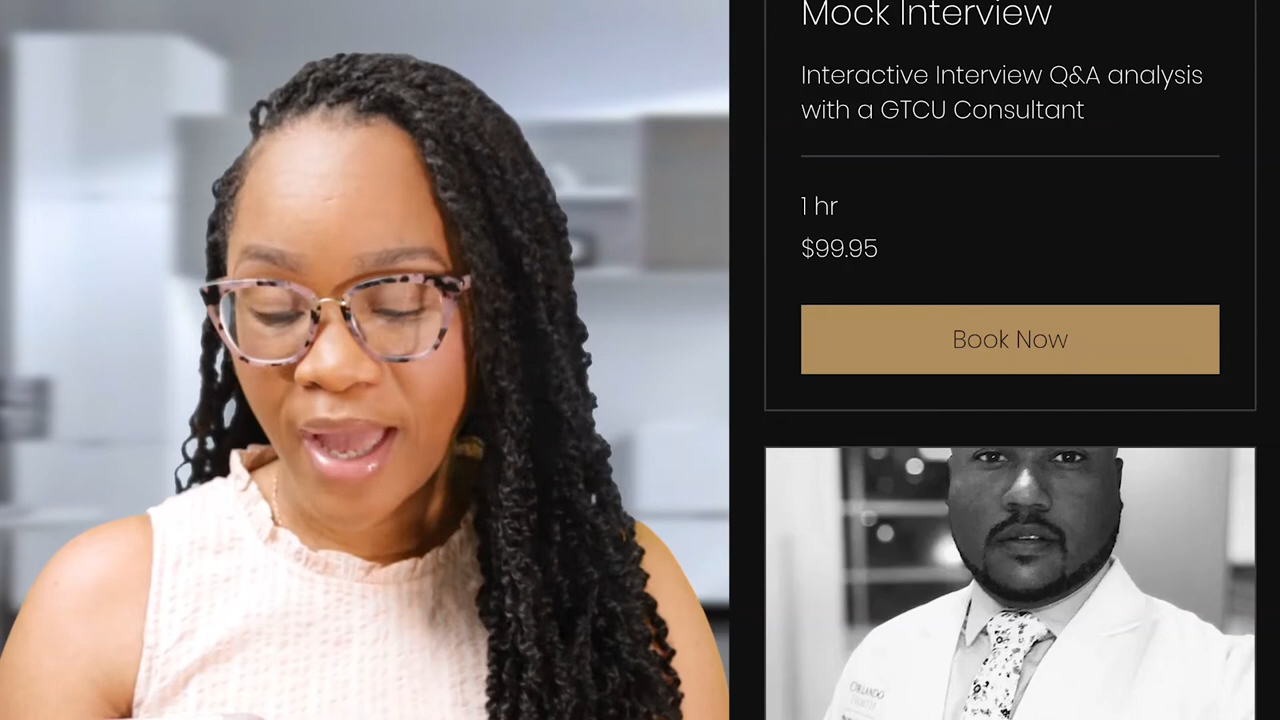 Mock Interview
Interactive Interview Q&A analysis
with a GTCU Consultant
1 hr
$99.95
Book Now